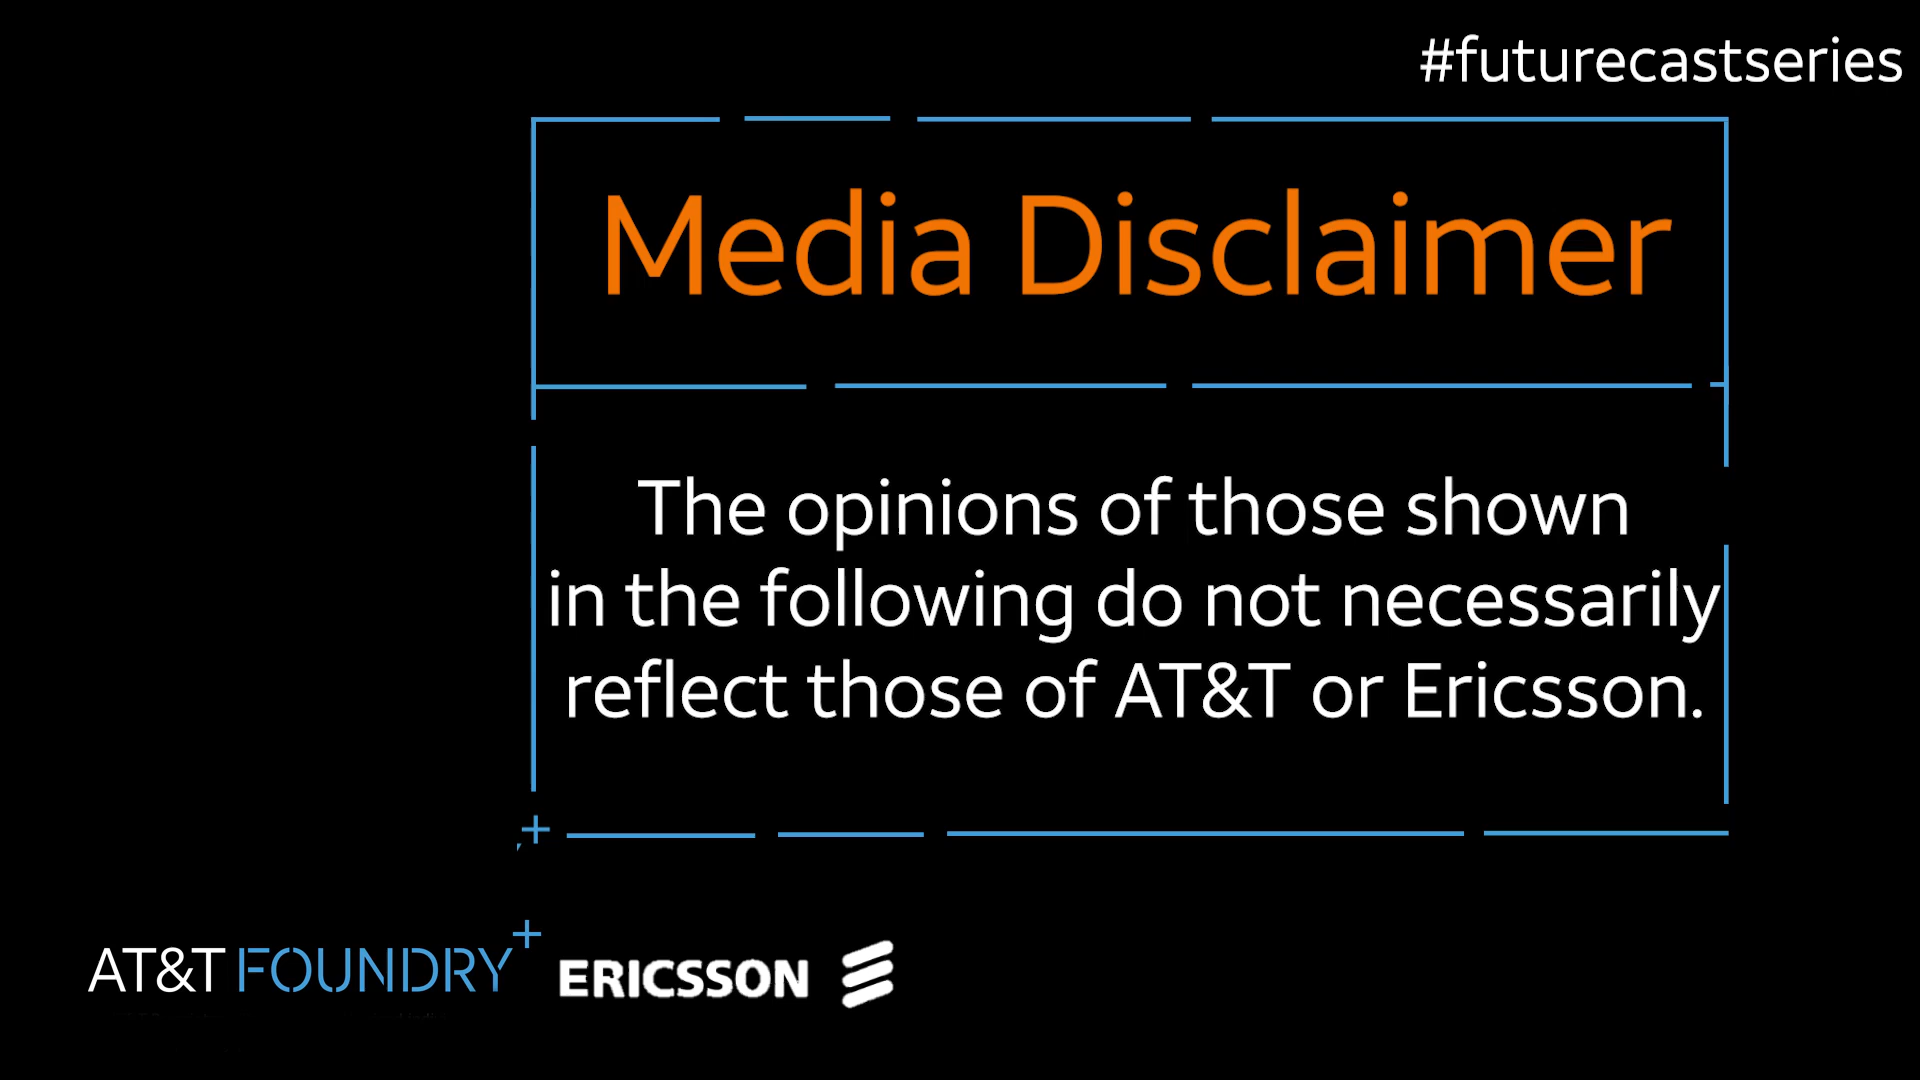 #futurecastseries
Media Disclaimer
The opinions of those shown
in the following do not necessarily
reflect those of AT&T or Ericsson.
AT&T FOUNDRY
ERICSSON